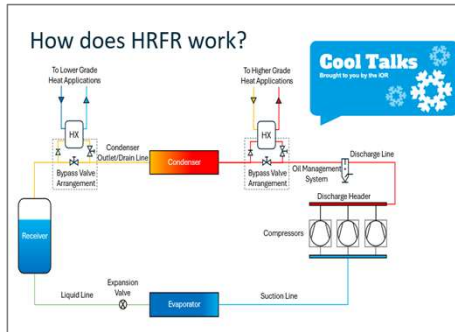 How does HRFR work?
Cool Talks
Brought to you by the IOR
To Lower Grade
Heat Applications
To Higher Grade
Heat Applications
HX
HX
Condenser
Outlet/Drain Line
Condenser
Discharge Line
Bypass Valve
Arrangement
Bypass Valve
Arrangement
Oil Management
System
Discharge Header
Compressors
Receiver
Expansion
Valve
Liquid Line
Evaporator
Suction Line